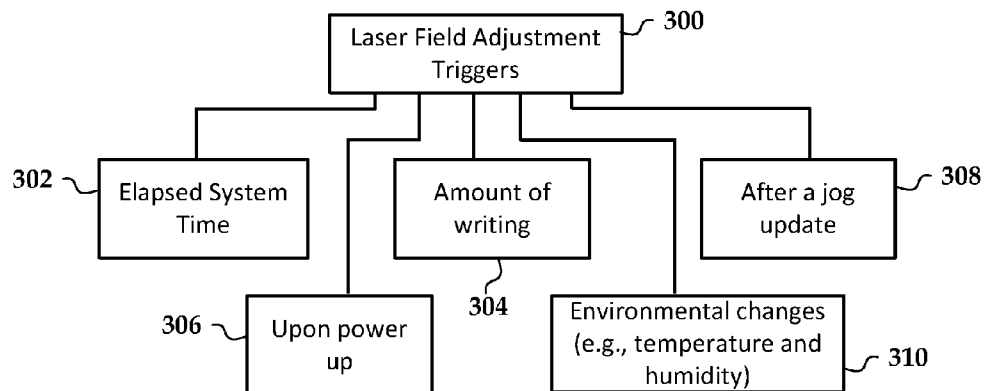 Laser Field Adjustment
Triggers
300
302
Elapsed System
Time
Amount of
writing
304
After a jog
update
308
306
Upon power
up
Environmental changes
(e.g., temperature and
humidity)
310